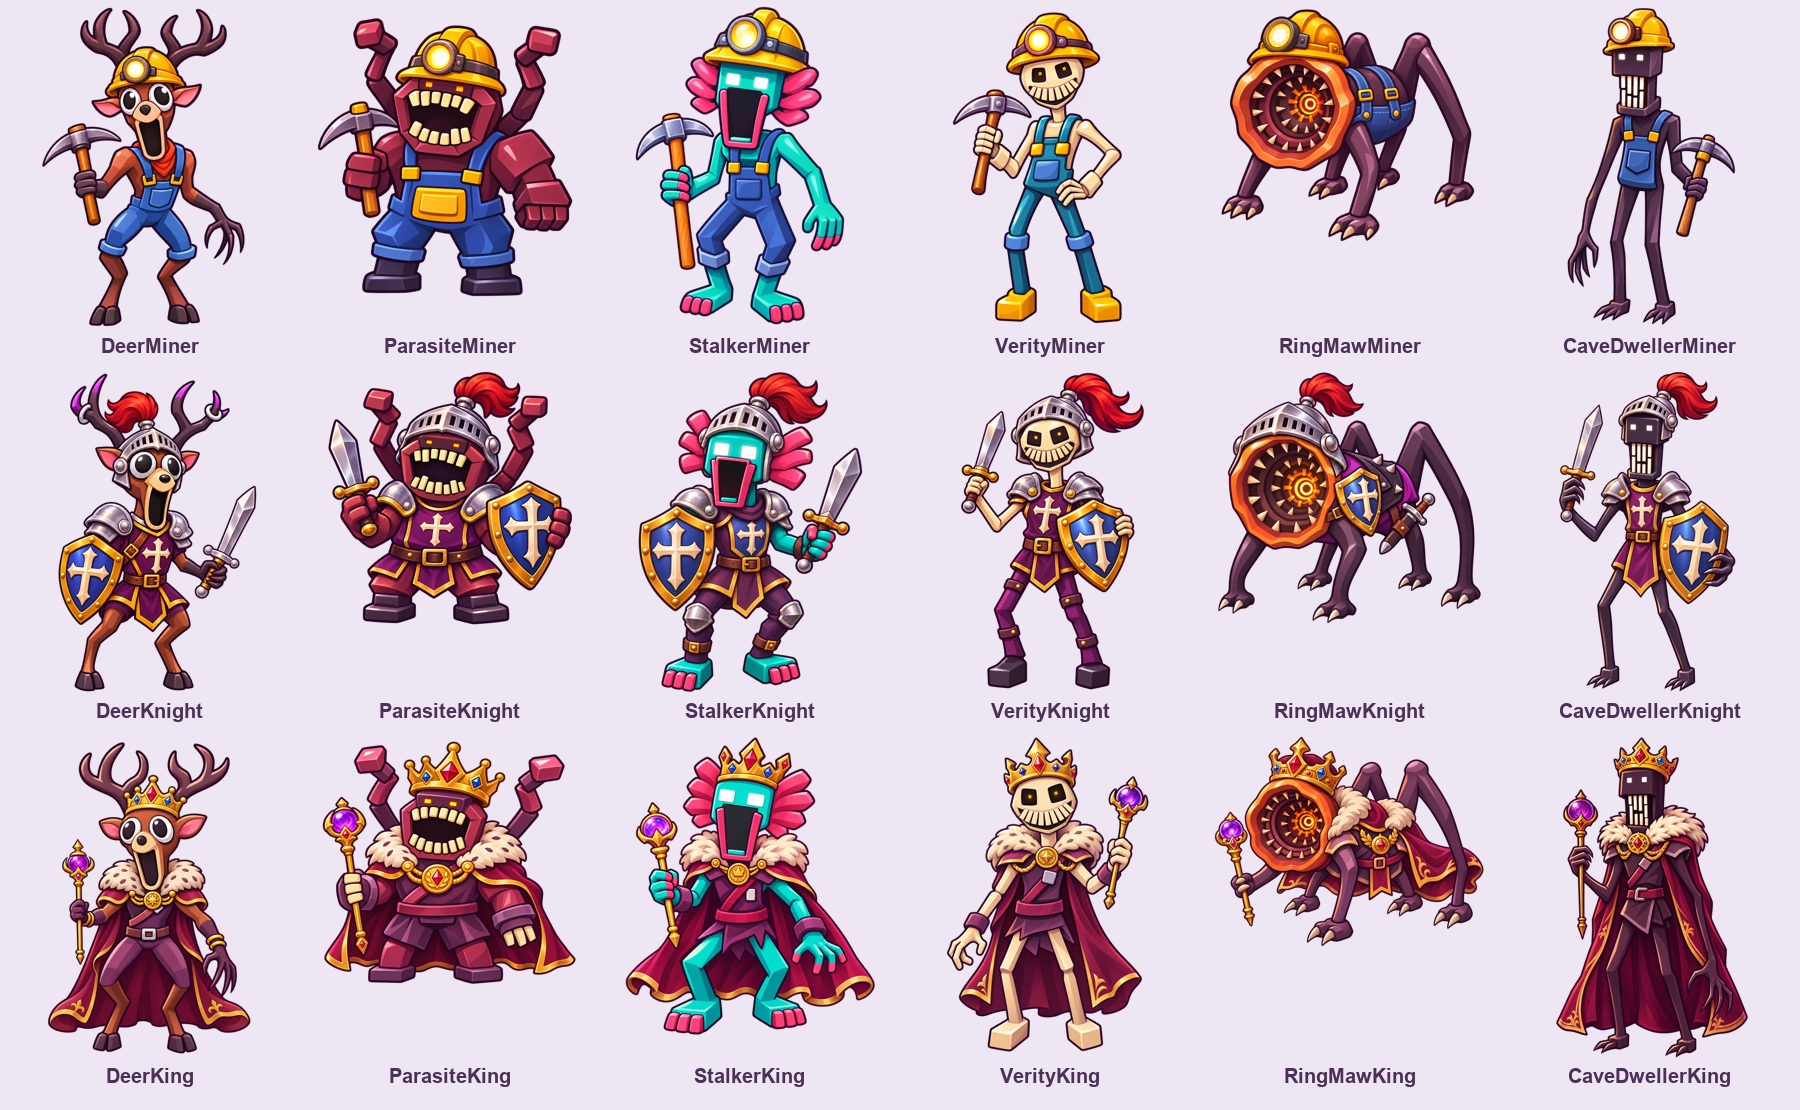 DeerMiner
ParasiteMiner
StalkerMiner
VerityMiner
RingMawMiner
CaveDwellerMiner
DeerKnight
ParasiteKnight
StalkerKnight
VerityKnight
RingMawKnight
CaveDwellerKnight
DeerKing
ParasiteKing
StalkerKing
VerityKing
RingMawKing
CaveDwellerKing